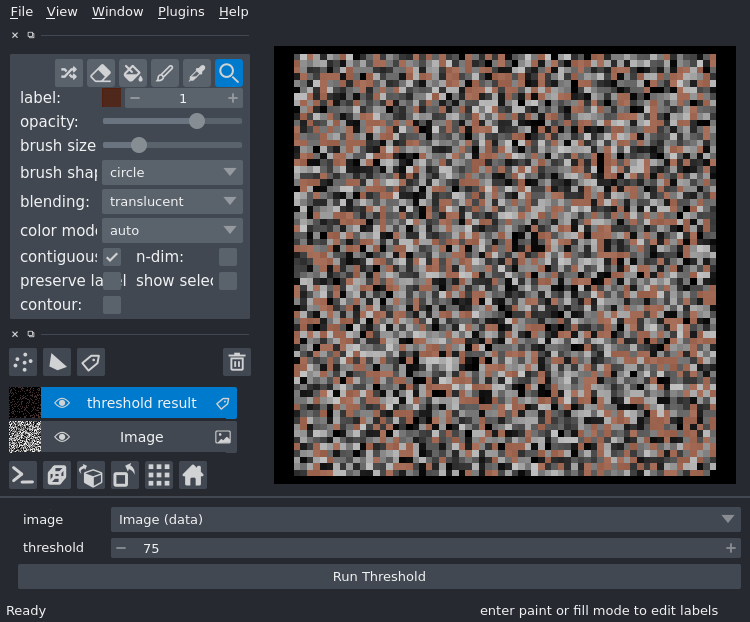 File View Window Plugins Help
label: 1
opacity:
brush size
brush shap circle
blending: translucent
color mode auto
contiguous n-dim:
preserve label show selec
contour:
threshold result
Image
image Image (data)
threshold 75
Run Threshold
Ready enter paint or fill mode to edit labels